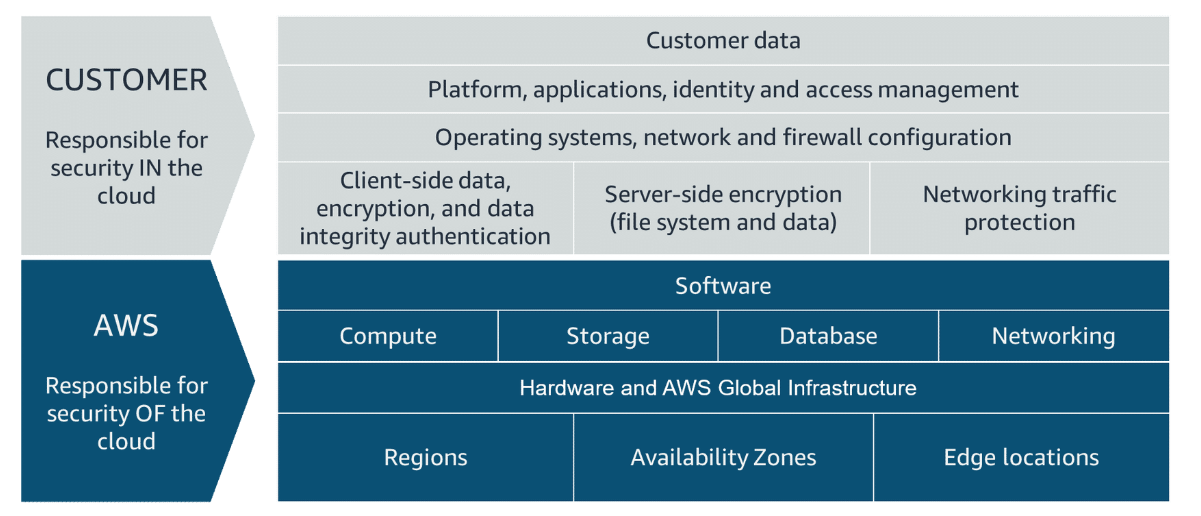 CUSTOMER
Responsible for
security IN the
cloud
Customer data
Platform, applications, identity and access management
Operating systems, network and firewall configuration
Client-side data,
encryption, and data
integrity authentication
Server-side encryption
(file system and data)
Networking traffic
protection
AWS
Responsible for
security OF the
cloud
Software
Compute
Storage
Database
Networking
Hardware and AWS Global Infrastructure
Regions
Availability Zones
Edge locations